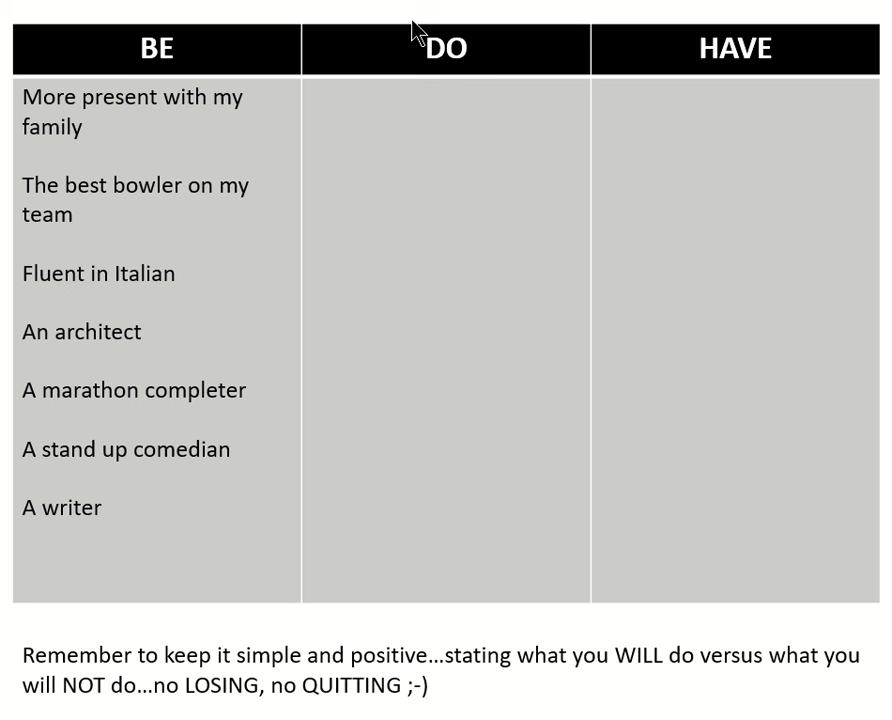 BE DO HAVE
More present with my
family
The best bowler on my
team
Fluent in Italian
An architect
A marathon completer
A stand up comedian
A writer
Remember to keep it simple and positive...stating what you WILL do versus what you
will NOT do...no LOSING, no QUITTING ;-)